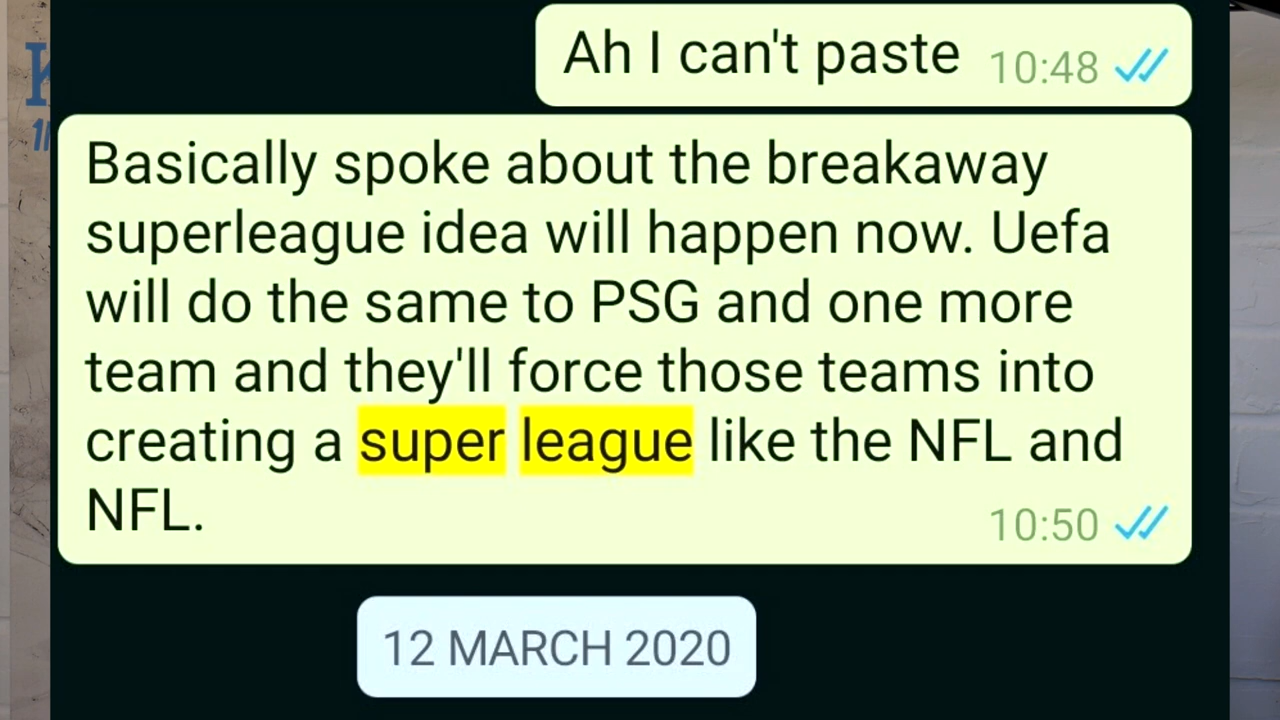 Ah I can't paste 10:48
Basically spoke about the breakaway
superleague idea will happen now. Uefa
will do the same to PSG and one more
team and they'll force those teams into
creating a super league like the NFL and
NFL. 10:50
12 MARCH 2020